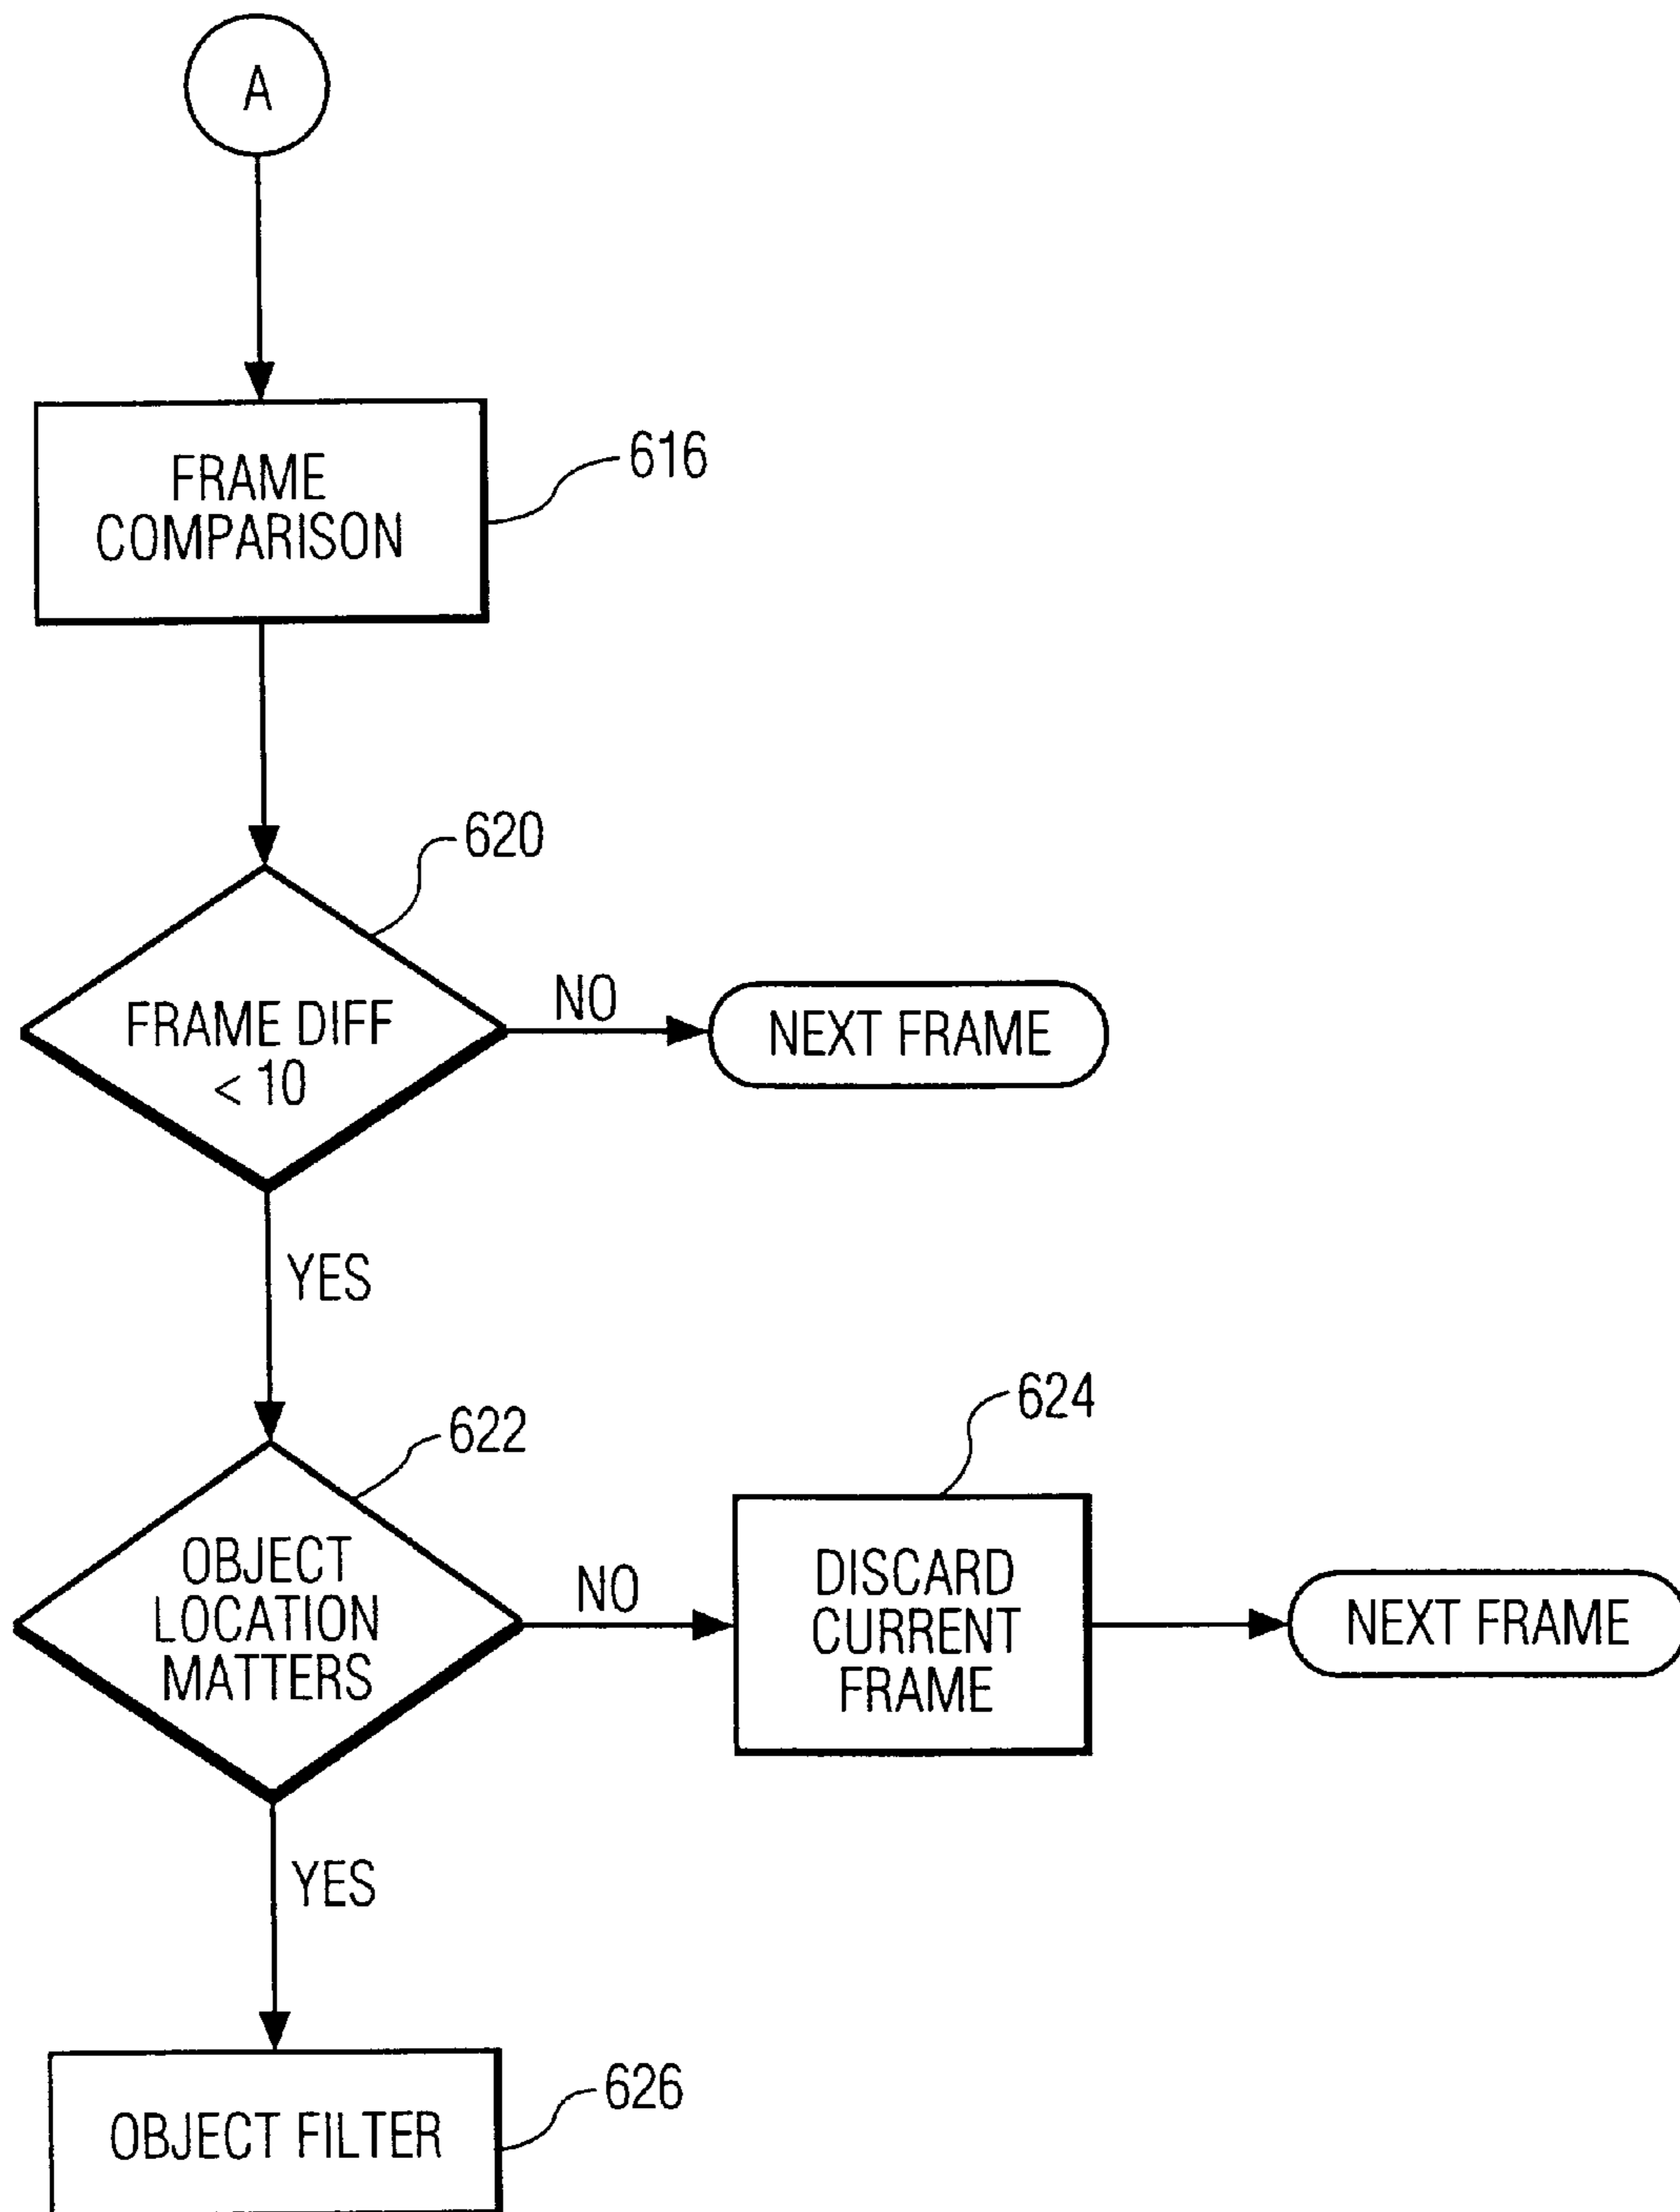 A
FRAME
COMPARISON
616
620
FRAME DIFF
< 10
NO
NEXT FRAME
YES
622
OBJECT
LOCATION
MATTERS
NO
624
DISCARD
CURRENT
FRAME
NEXT FRAME
YES
626
OBJECT FILTER